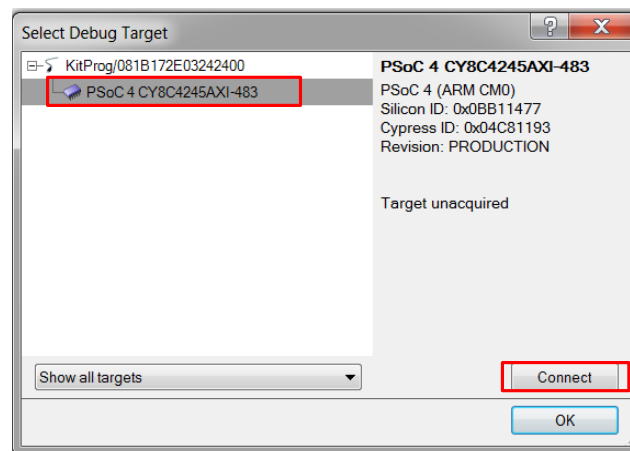 Select Debug Target
KitProg/081B172E03242400
PSoC 4 CY8C4245AXI-483
PSoC 4 CY8C4245AXI-483
PSoC 4 (ARM CM0)
Silicon ID: 0x0BB11477
Cypress ID: 0x04C81193
Revision: PRODUCTION
Target unacquired
Show all targets
Connect
OK